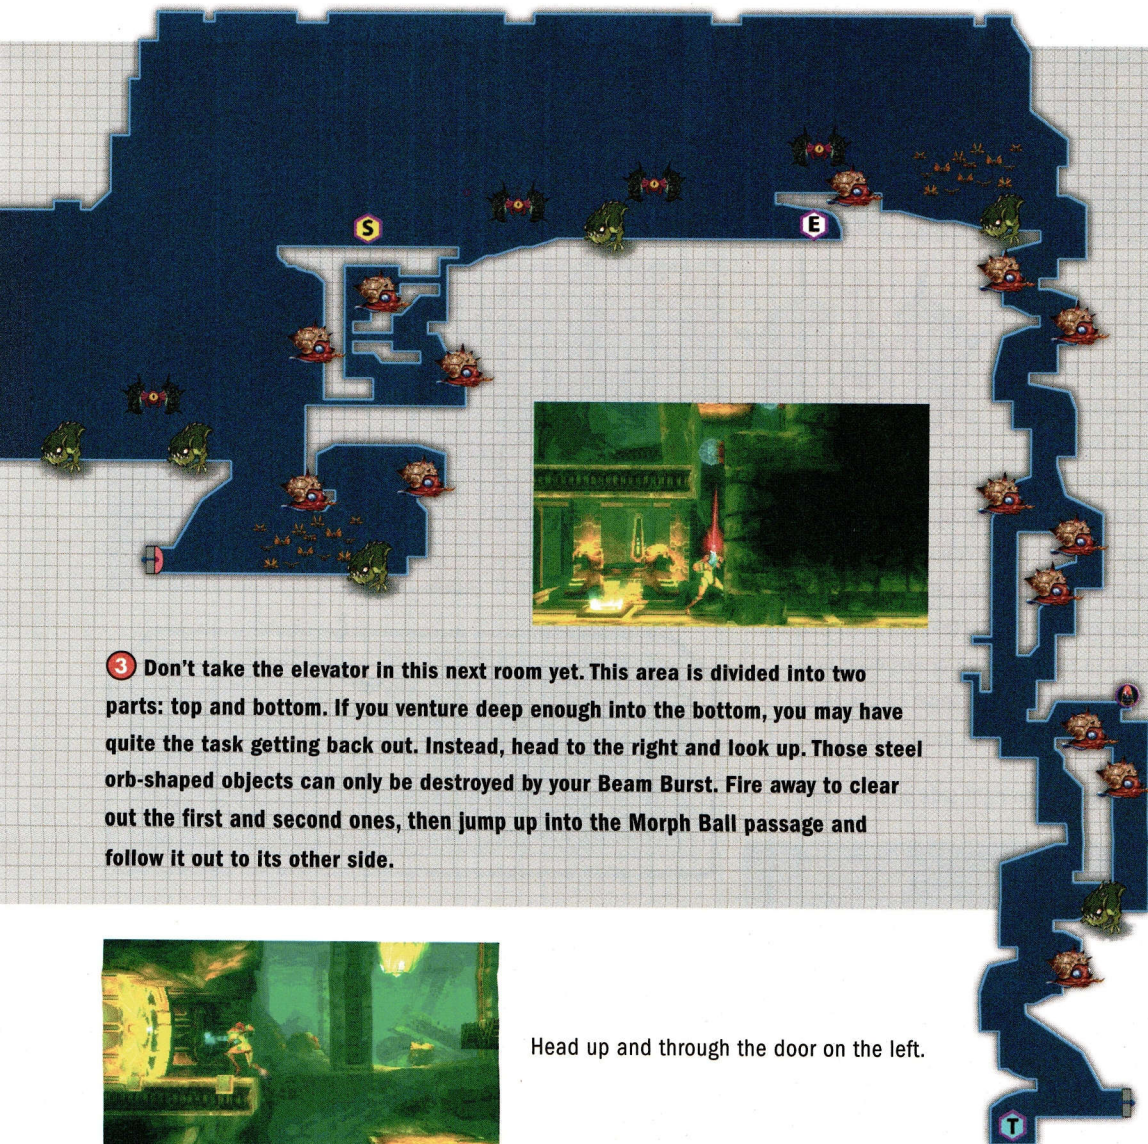 S
E
3 Don't take the elevator in this next room yet. This area is divided into two
parts: top and bottom. If you venture deep enough into the bottom, you may have
quite the task getting back out. Instead, head to the right and look up. Those steel
orb-shaped objects can only be destroyed by your Beam Burst. Fire away to clear
out the first and second ones, then jump up into the Morph Ball passage and
follow it out to its other side.
Head up and through the door on the left.
T